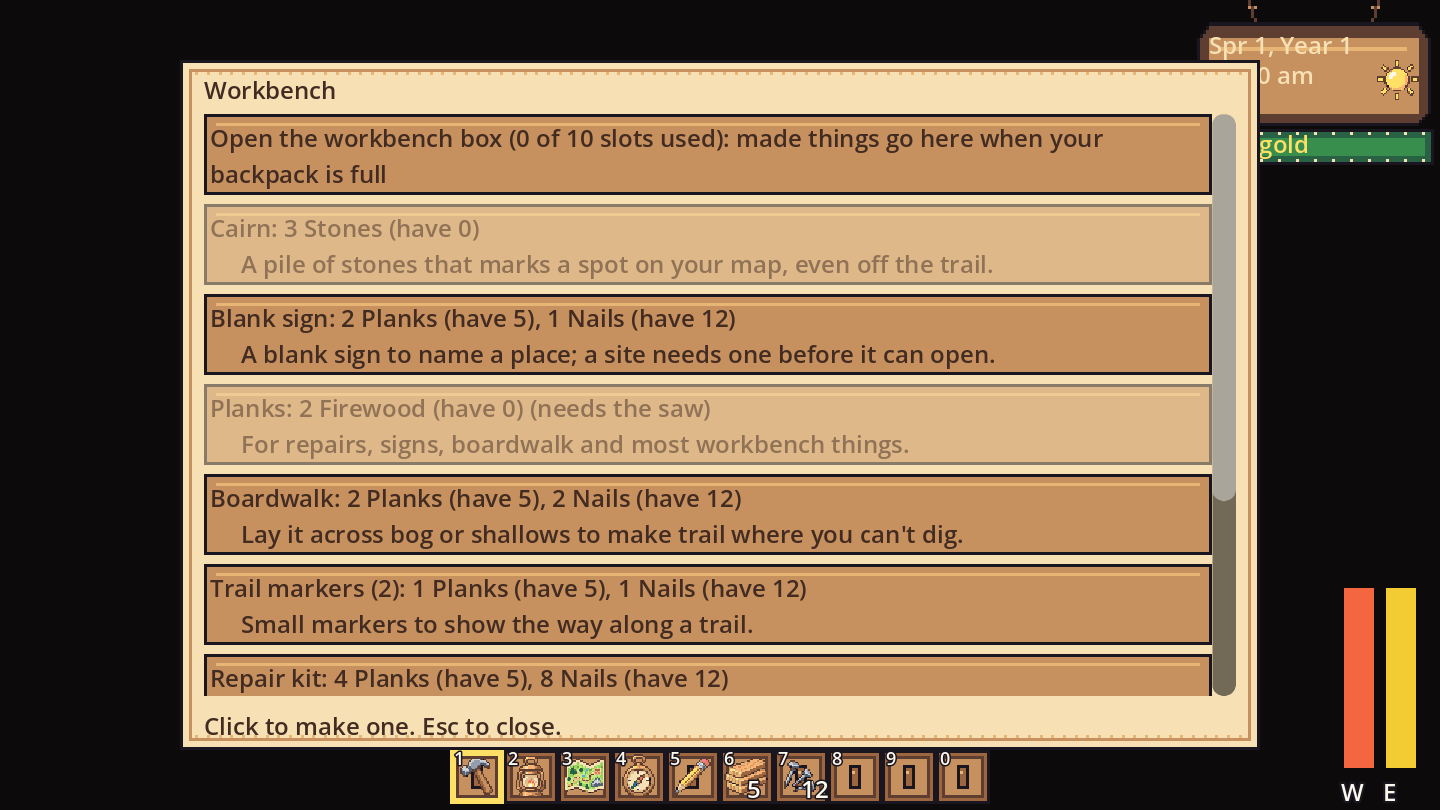 Spr 1, Year 1
0 am
gold
Workbench
Open the workbench box (0 of 10 slots used): made things go here when your
backpack is full
Cairn: 3 Stones (have 0)
A pile of stones that marks a spot on your map, even off the trail.
Blank sign: 2 Planks (have 5), 1 Nails (have 12)
A blank sign to name a place; a site needs one before it can open.
Planks: 2 Firewood (have 0) (needs the saw)
For repairs, signs, boardwalk and most workbench things.
Boardwalk: 2 Planks (have 5), 2 Nails (have 12)
Lay it across bog or shallows to make trail where you can't dig.
Trail markers (2): 1 Planks (have 5), 1 Nails (have 12)
Small markers to show the way along a trail.
Repair kit: 4 Planks (have 5), 8 Nails (have 12)
Click to make one. Esc to close.
1 2 3 4 5 6 7 8 9 0
5 12
W E